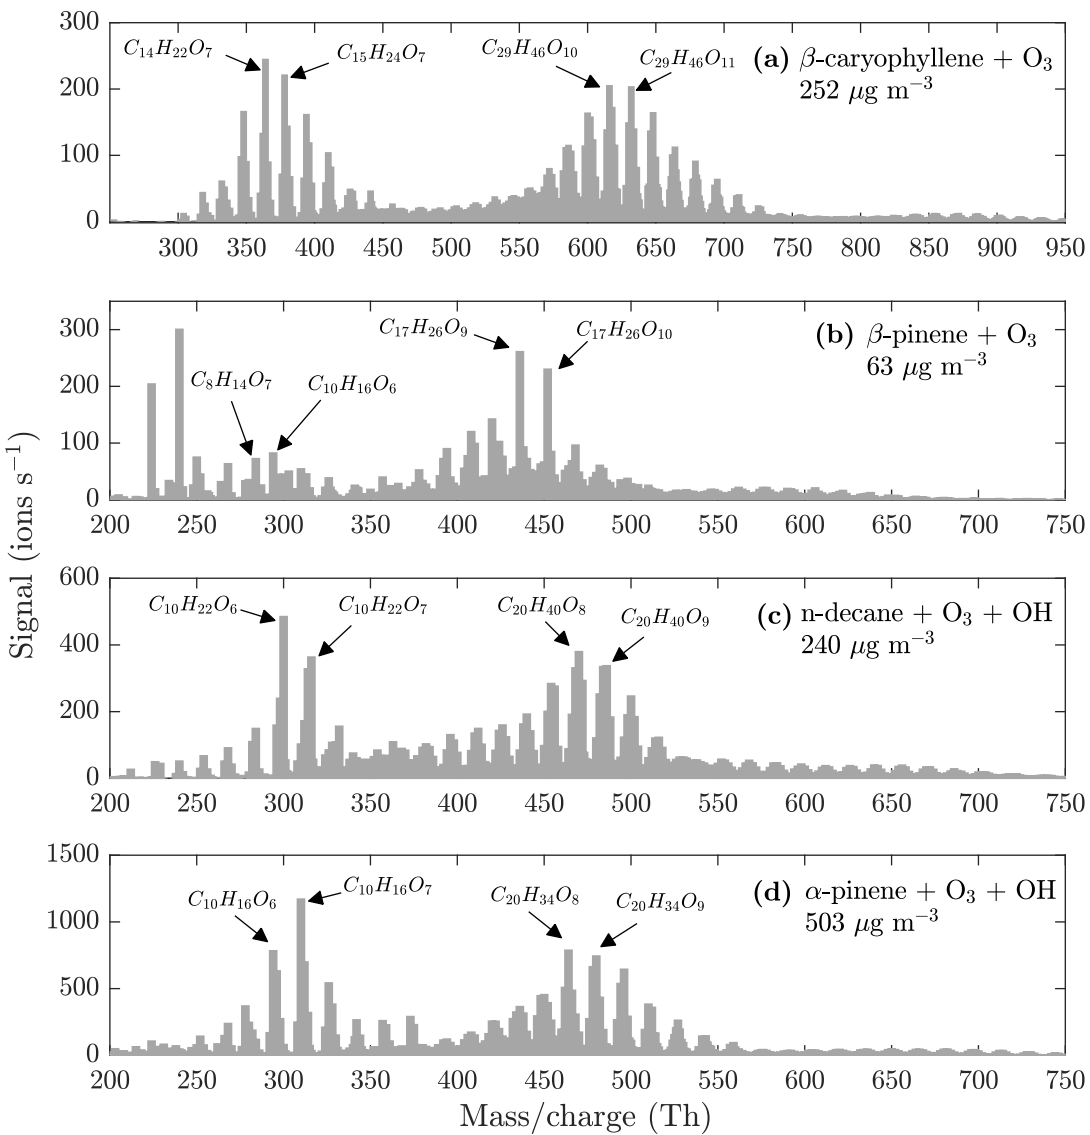 300
200
100
0
C₁₄H₂₂O₇
C₁₅H₂₄O₇
C₂₉H₄₆O₁₀
C₂₉H₄₆O₁₁
(a) β-caryophyllene + O₃
252 μg m⁻³
300 350 400 450 500 550 600 650 700 750 800 850 900 950
300
200
100
0
C₈H₁₄O₇
C₁₀H₁₆O₆
C₁₇H₂₆O₉
C₁₇H₂₆O₁₀
(b) β-pinene + O₃
63 μg m⁻³
200 250 300 350 400 450 500 550 600 650 700 750
Signal (ions s⁻¹)
600
400
200
0
C₁₀H₂₂O₆
C₁₀H₂₂O₇
C₂₀H₄₀O₈
C₂₀H₄₀O₉
(c) n-decane + O₃ + OH
240 μg m⁻³
200 250 300 350 400 450 500 550 600 650 700 750
1500
1000
500
0
C₁₀H₁₆O₆
C₁₀H₁₆O₇
C₂₀H₃₄O₈
C₂₀H₃₄O₉
(d) α-pinene + O₃ + OH
503 μg m⁻³
200 250 300 350 400 450 500 550 600 650 700 750
Mass/charge (Th)